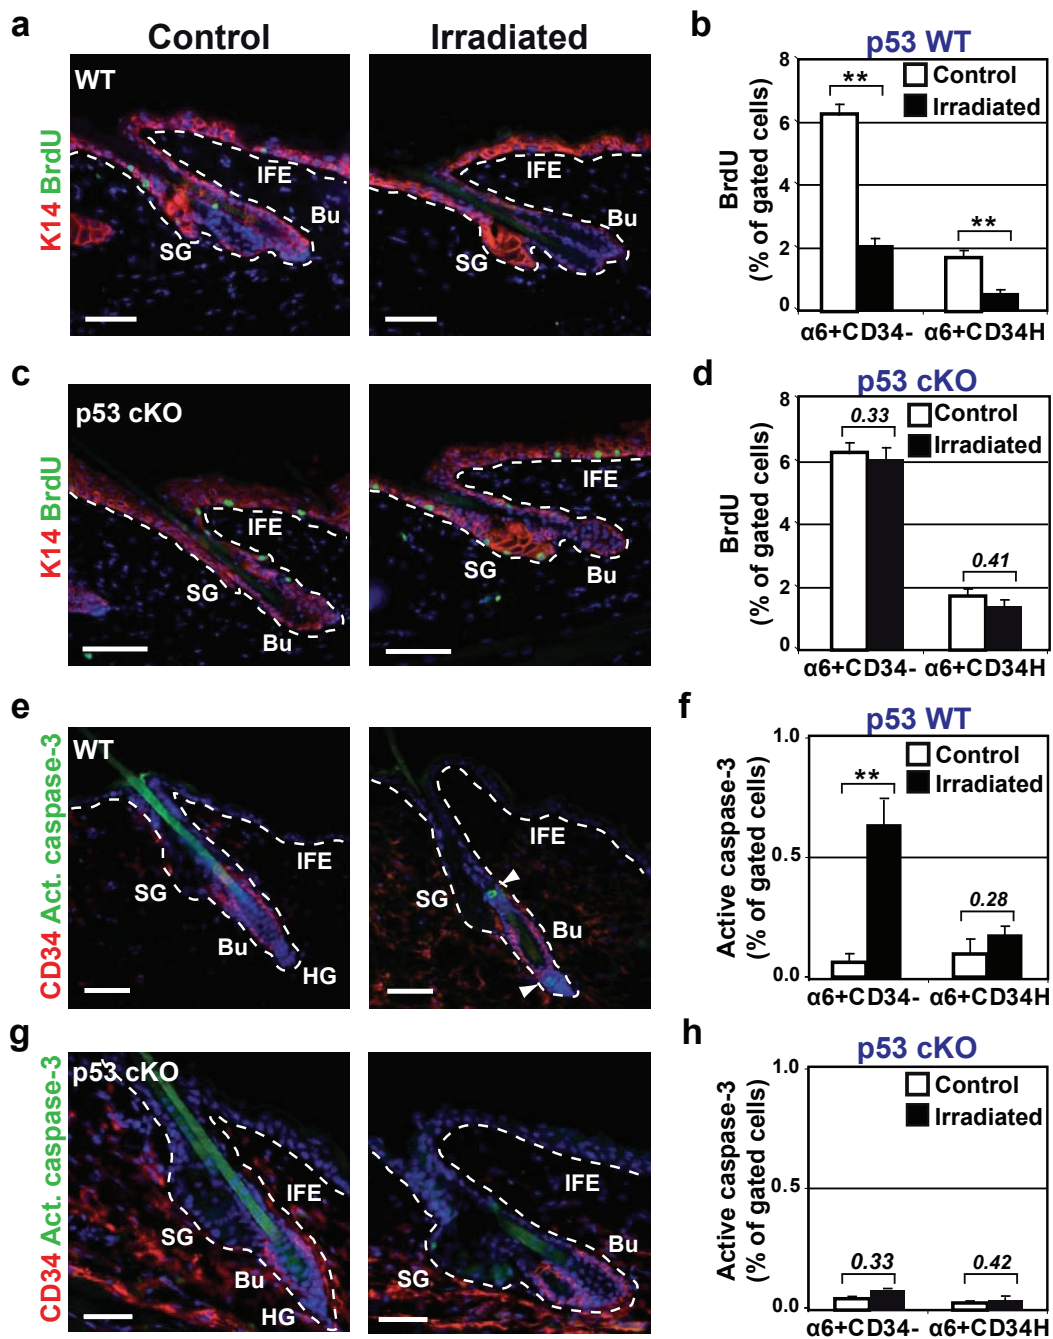 a
Control
Irradiated
K14 BrdU
WT
IFE
Bu
SG
IFE
Bu
SG
b
p53 WT
BrdU
(% of gated cells)
8
6
4
2
0
Control
Irradiated
**
**
α6+CD34-
α6+CD34H
c
K14 BrdU
p53 cKO
IFE
SG
Bu
IFE
SG
Bu
d
p53 cKO
BrdU
(% of gated cells)
8
6
4
2
0
Control
Irradiated
0.33
0.41
α6+CD34-
α6+CD34H
e
CD34 Act. caspase-3
WT
IFE
SG
Bu
HG
IFE
SG
Bu
f
p53 WT
Active caspase-3
(% of gated cells)
1.0
0.5
0.0
Control
Irradiated
**
0.28
α6+CD34-
α6+CD34H
g
CD34 Act. caspase-3
p53 cKO
IFE
SG
Bu
HG
IFE
Bu
SG
h
p53 cKO
Active caspase-3
(% of gated cells)
1.0
0.5
0.0
Control
Irradiated
0.33
0.42
α6+CD34-
α6+CD34H